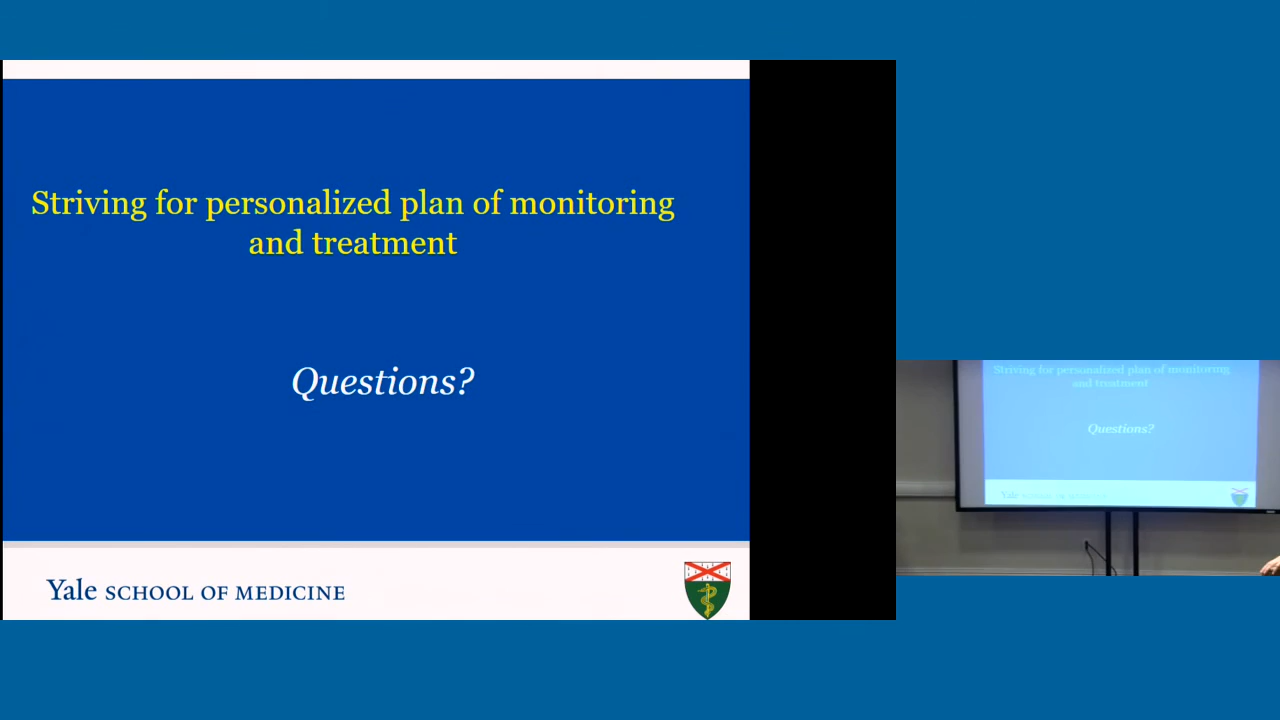 Striving for personalized plan of monitoring
and treatment
Questions?
Yale SCHOOL OF MEDICINE
Striving for personalized plan of monitoring
and treatment
Questions?
Yale